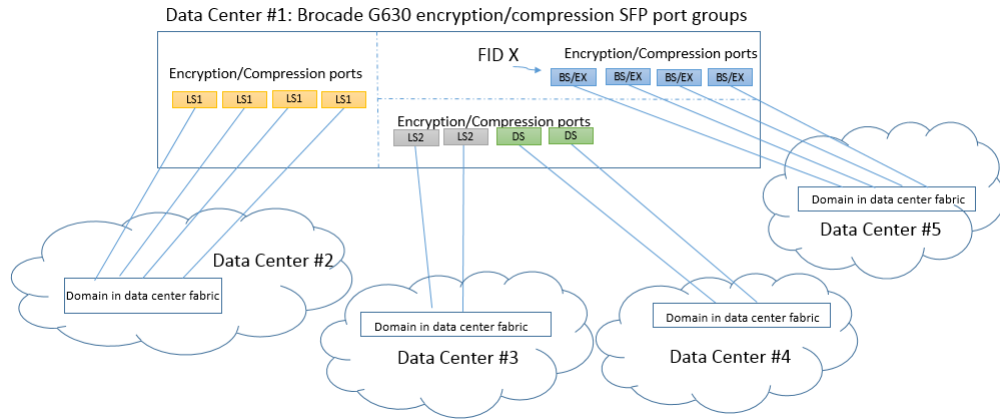 Data Center #1: Brocade G630 encryption/compression SFP port groups
Encryption/Compression ports
LS1 LS1 LS1 LS1
FID X
Encryption/Compression ports
BS/EX BS/EX BS/EX BS/EX
Encryption/Compression ports
LS2 LS2 DS DS
Data Center #2
Domain in data center fabric
Domain in data center fabric
Data Center #3
Domain in data center fabric
Data Center #4
Domain in data center fabric
Data Center #5